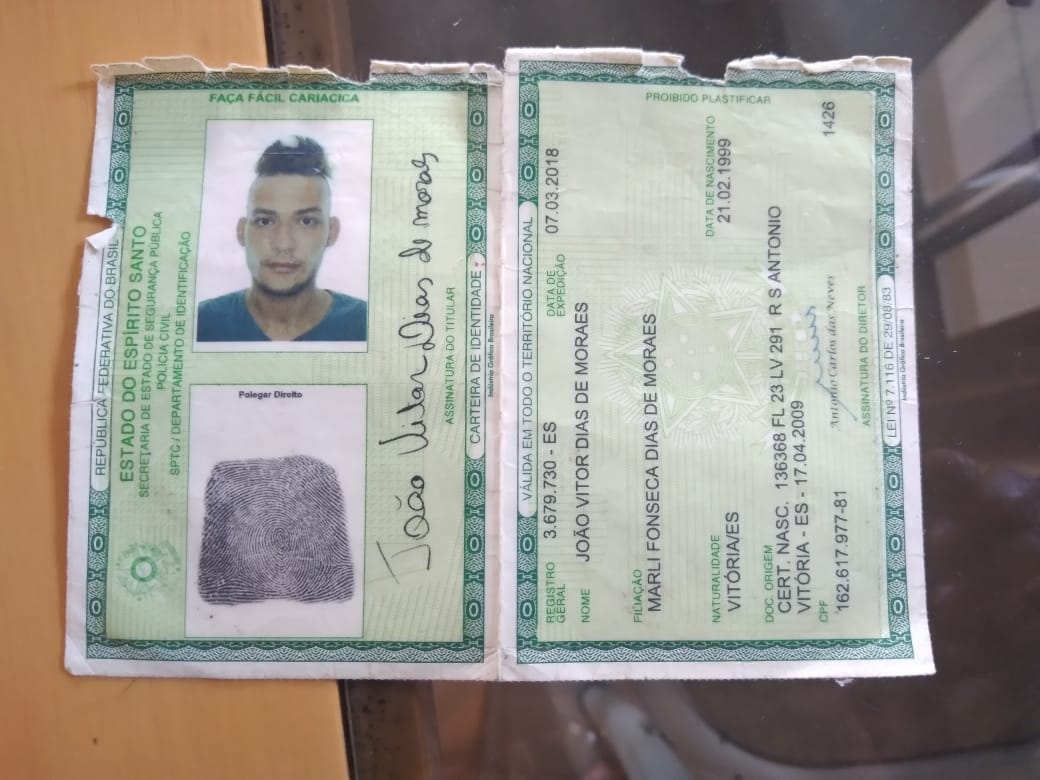 FAÇA FÁCIL CARIACICA
REPÚBLICA FEDERATIVA DO BRASIL
ESTADO DO ESPÍRITO SANTO
SECRETARIA DE ESTADO DE SEGURANÇA PÚBLICA
POLÍCIA CIVIL
SPTC / DEPARTAMENTO DE IDENTIFICAÇÃO
Polegar Direito
João Vitor Dias de moraes
ASSINATURA DO TITULAR
CARTEIRA DE IDENTIDADE
Indústria Gráfica Brasileira
PROIBIDO PLASTIFICAR
VÁLIDA EM TODO O TERRITÓRIO NACIONAL
REGISTRO GERAL 3.679.730 - ES DATA DE EXPEDIÇÃO 07.03.2018
NOME JOÃO VITOR DIAS DE MORAES
FILIAÇÃO
MARLI FONSECA DIAS DE MORAES
NATURALIDADE DATA DE NASCIMENTO
VITÓRIA/ES 21.02.1999
DOC. ORIGEM
CERT. NASC. 136368 FL 23 LV 291 R S ANTONIO
VITÓRIA - ES - 17.04.2009
CPF
162.617.977-81 1426
Antonio Carlos das Neves
ASSINATURA DO DIRETOR
LEI Nº 7.116 DE 29/08/83
Indústria Gráfica Brasileira